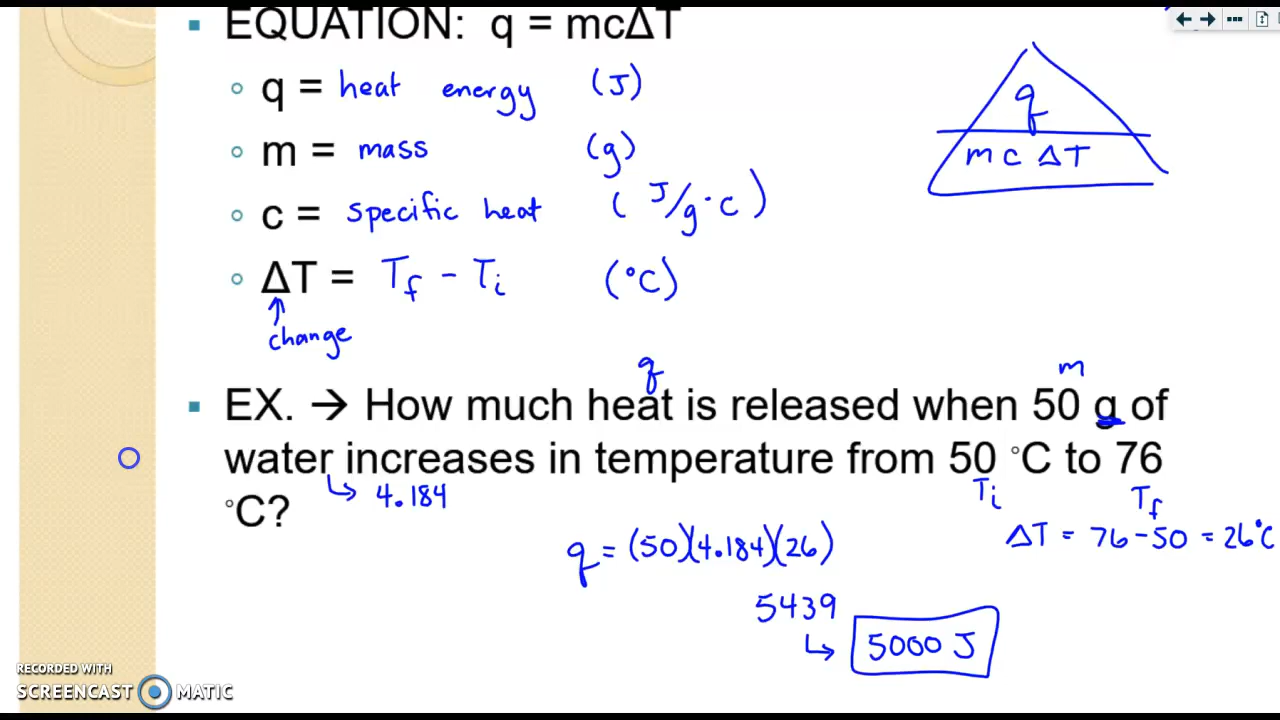 EQUATION: q = mcΔT
q = heat energy (J)
m = mass (g)
c = specific heat ( J/g·c )
ΔT = Tf - Ti (°C)
↑
change
q
m c ΔT
q
m
EX. → How much heat is released when 50 g of
water increases in temperature from 50 °C to 76
°C?
↳ 4.184
Ti
Tf
ΔT = 76 - 50 = 26°C
q = (50)(4.184)(26)
5439
↳ 5000 J
RECORDED WITH
SCREENCAST MATIC